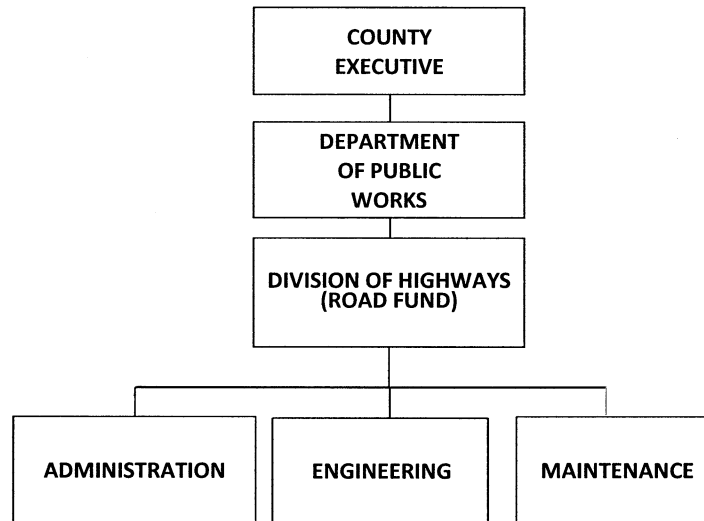 COUNTY
EXECUTIVE
DEPARTMENT
OF PUBLIC
WORKS
DIVISION OF HIGHWAYS
(ROAD FUND)
ADMINISTRATION
ENGINEERING
MAINTENANCE